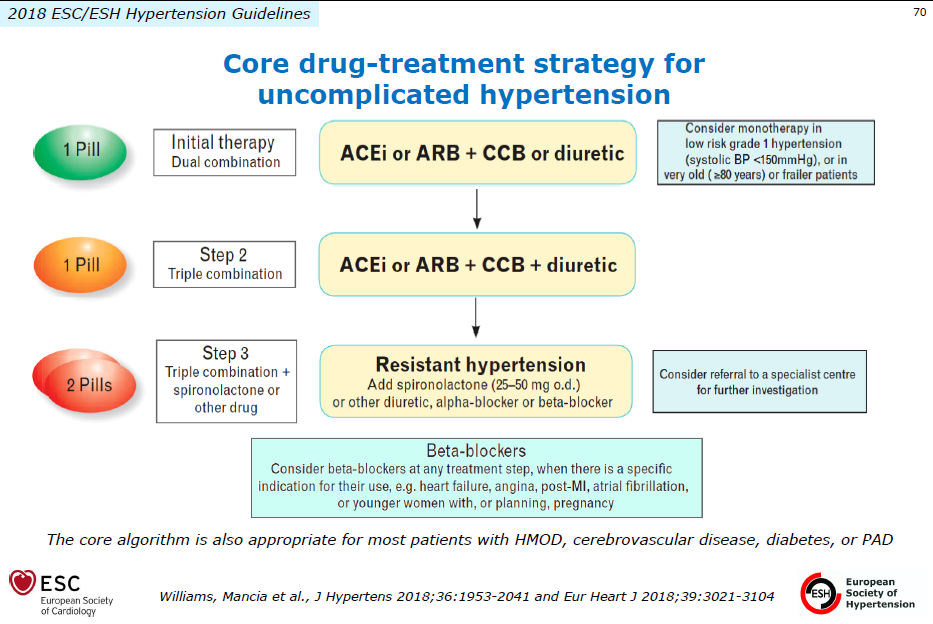 2018 ESC/ESH Hypertension Guidelines
70
Core drug-treatment strategy for
uncomplicated hypertension
1 Pill
Initial therapy
Dual combination
ACEi or ARB + CCB or diuretic
Consider monotherapy in
low risk grade 1 hypertension
(systolic BP <150mmHg), or in
very old ( ≥80 years) or frailer patients
1 Pill
Step 2
Triple combination
ACEi or ARB + CCB + diuretic
2 Pills
Step 3
Triple combination +
spironolactone or
other drug
Resistant hypertension
Add spironolactone (25–50 mg o.d.)
or other diuretic, alpha-blocker or beta-blocker
Consider referral to a specialist centre
for further investigation
Beta-blockers
Consider beta-blockers at any treatment step, when there is a specific
indication for their use, e.g. heart failure, angina, post-MI, atrial fibrillation,
or younger women with, or planning, pregnancy
The core algorithm is also appropriate for most patients with HMOD, cerebrovascular disease, diabetes, or PAD
ESC
European Society
of Cardiology
Williams, Mancia et al., J Hypertens 2018;36:1953-2041 and Eur Heart J 2018;39:3021-3104
ESH
European
Society of
Hypertension